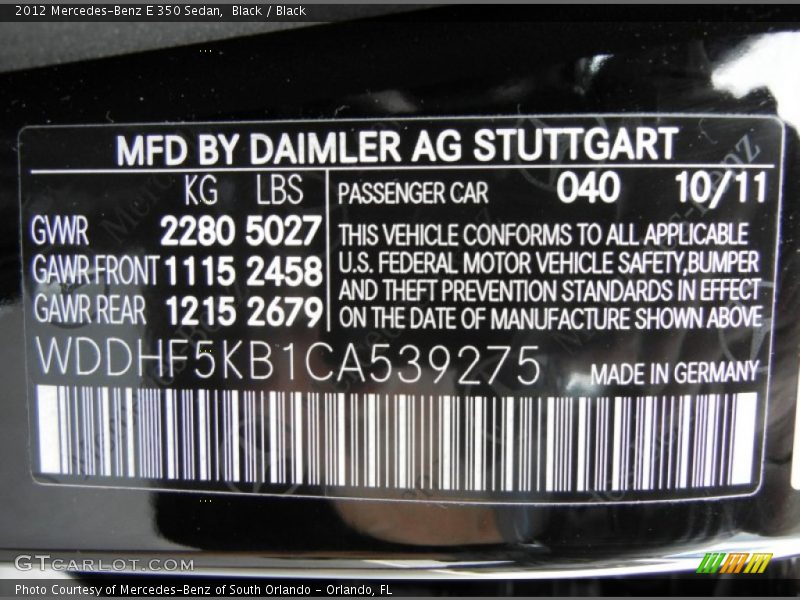 2012 Mercedes-Benz E 350 Sedan, Black / Black
MFD BY DAIMLER AG STUTTGART
KG LBS
GVWR 2280 5027
GAWR FRONT 1115 2458
GAWR REAR 1215 2679
PASSENGER CAR 040 10/11
THIS VEHICLE CONFORMS TO ALL APPLICABLE
U.S. FEDERAL MOTOR VEHICLE SAFETY,BUMPER
AND THEFT PREVENTION STANDARDS IN EFFECT
ON THE DATE OF MANUFACTURE SHOWN ABOVE
WDDHF5KB1CA539275
MADE IN GERMANY
GTCARLOT.COM
Photo Courtesy of Mercedes-Benz of South Orlando - Orlando, FL